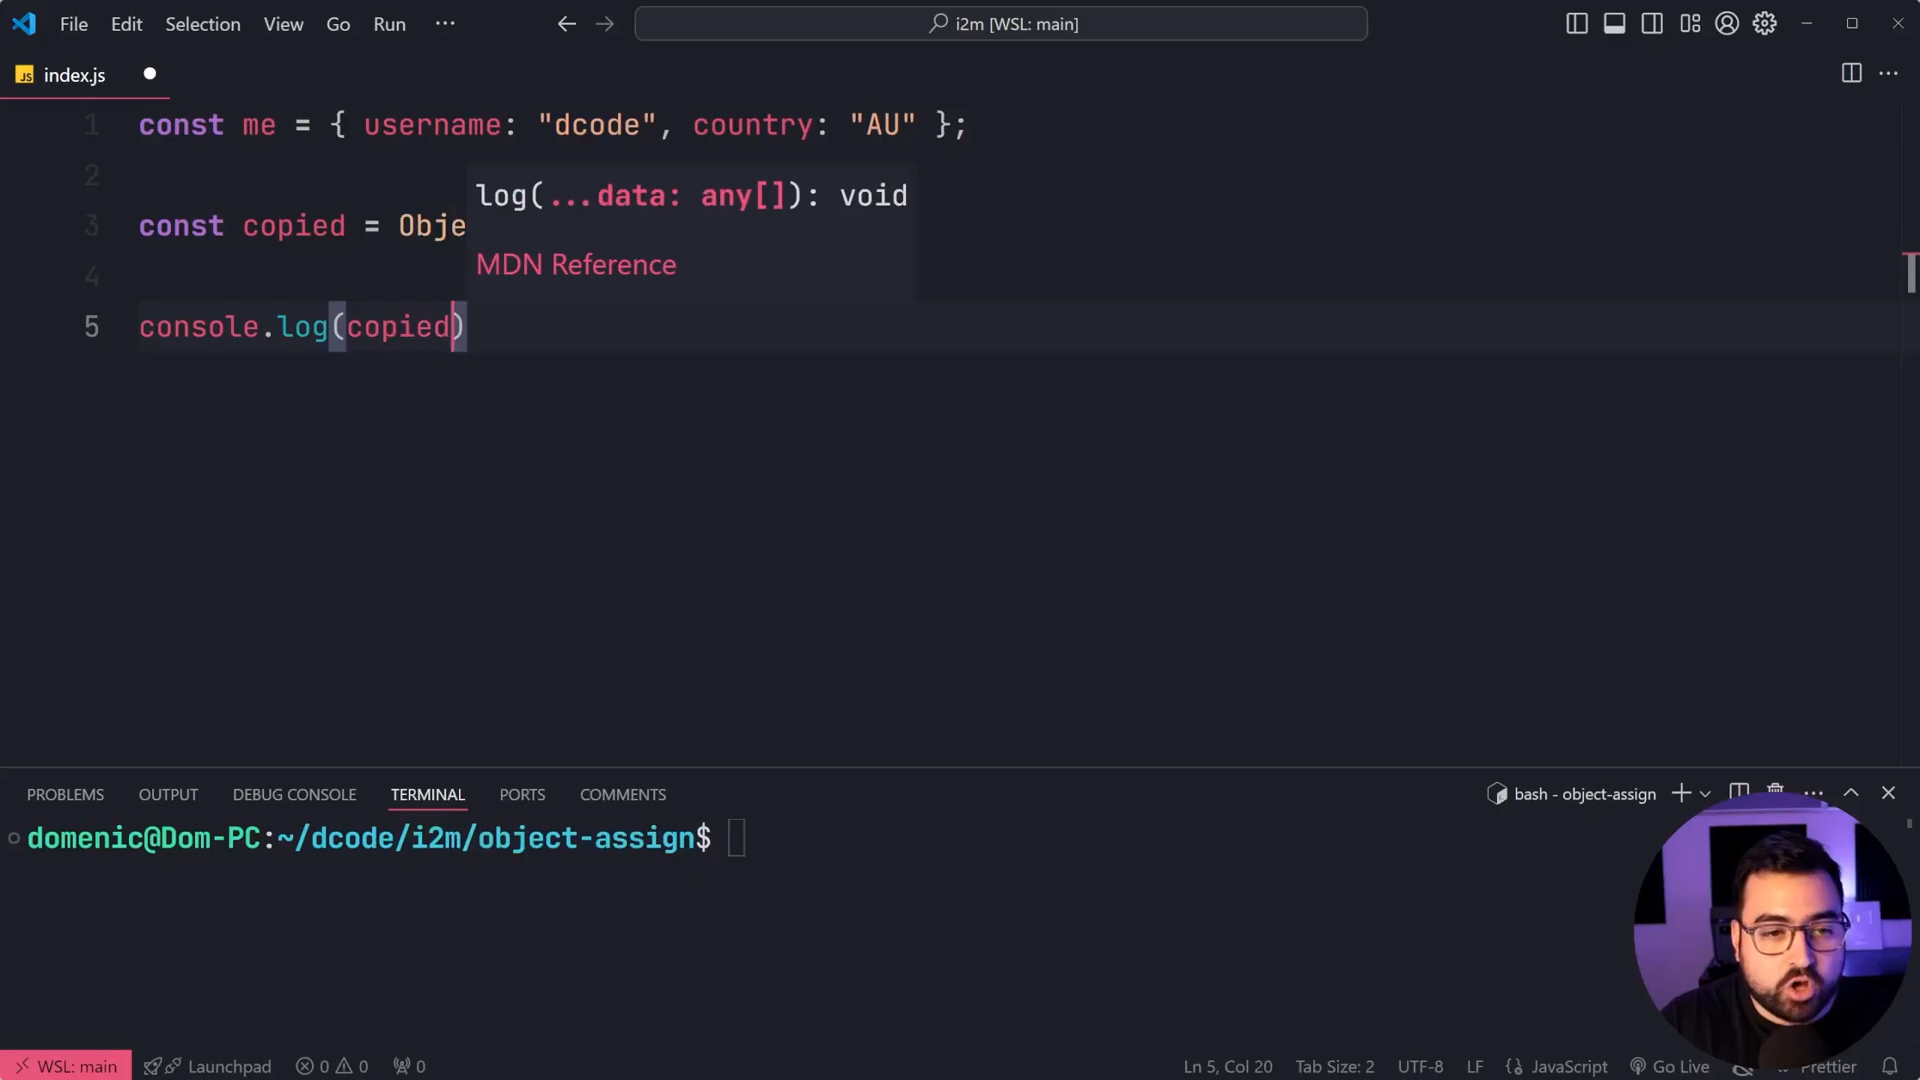 File Edit Selection View Go Run ···
i2m [WSL: main]
JS index.js
1 const me = { username: "dcode", country: "AU" };
2
log(...data: any[]): void
3 const copied = Obje
MDN Reference
4
5 console.log(copied)
PROBLEMS OUTPUT DEBUG CONSOLE TERMINAL PORTS COMMENTS
bash - object-assign
domenic@Dom-PC:~/dcode/i2m/object-assign$
WSL: main Launchpad 0 0 0 Ln 5, Col 20 Tab Size: 2 UTF-8 LF {} JavaScript Go Live Prettier